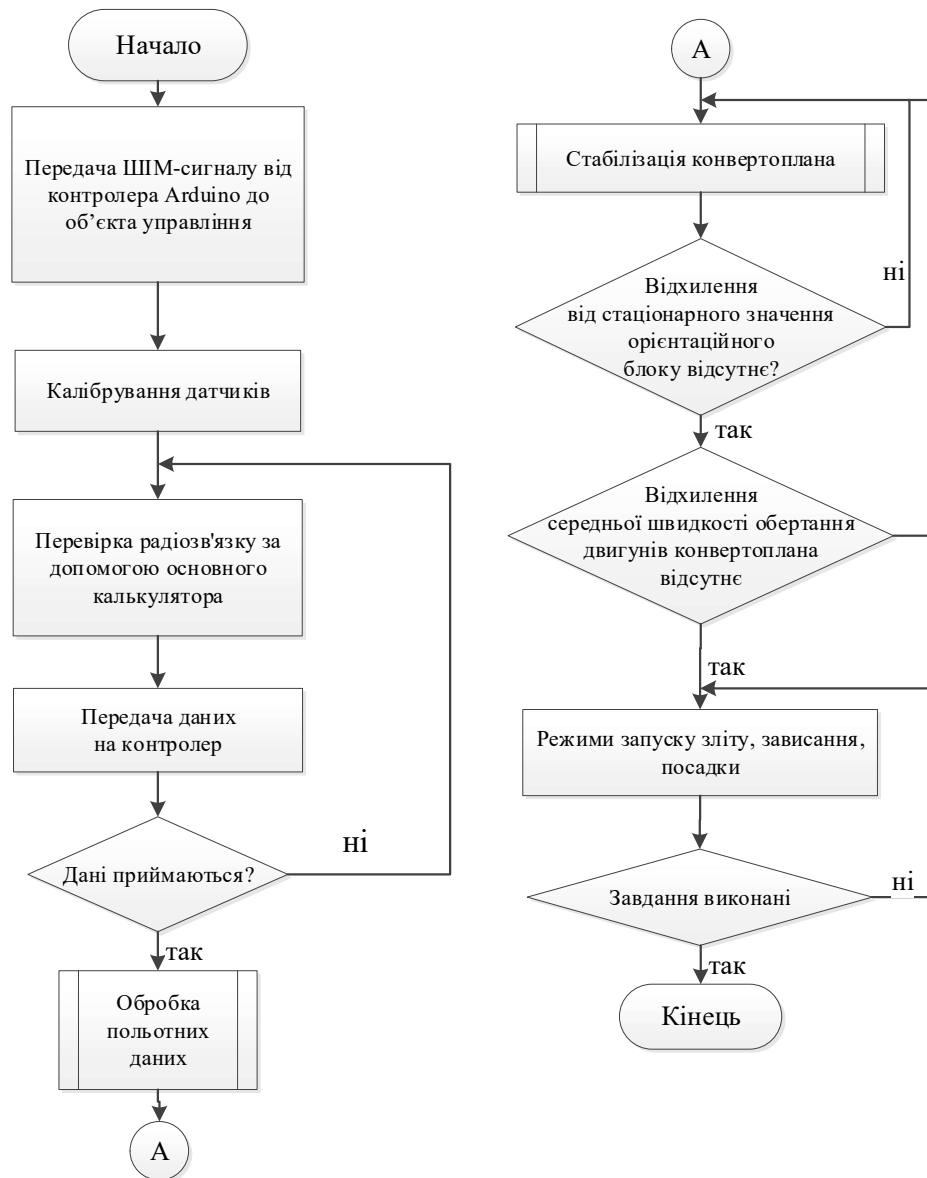 Начало
Передача ШІМ-сигналу від
контролера Arduino до
об’єкта управління
Калібрування датчиків
Перевірка радіозв'язку за
допомогою основного
калькулятора
Передача даних
на контролер
Дані приймаються?
ні
так
Обробка
польотних
даних
А
А
Стабілізація конвертоплана
Відхилення
від стаціонарного значення
орієнтаційного
блоку відсутнє?
ні
так
Відхилення
середньої швидкості обертання
двигунів конвертоплана
відсутнє
так
Режими запуску зліту, зависання,
посадки
Завдання виконані
ні
так
Кінець